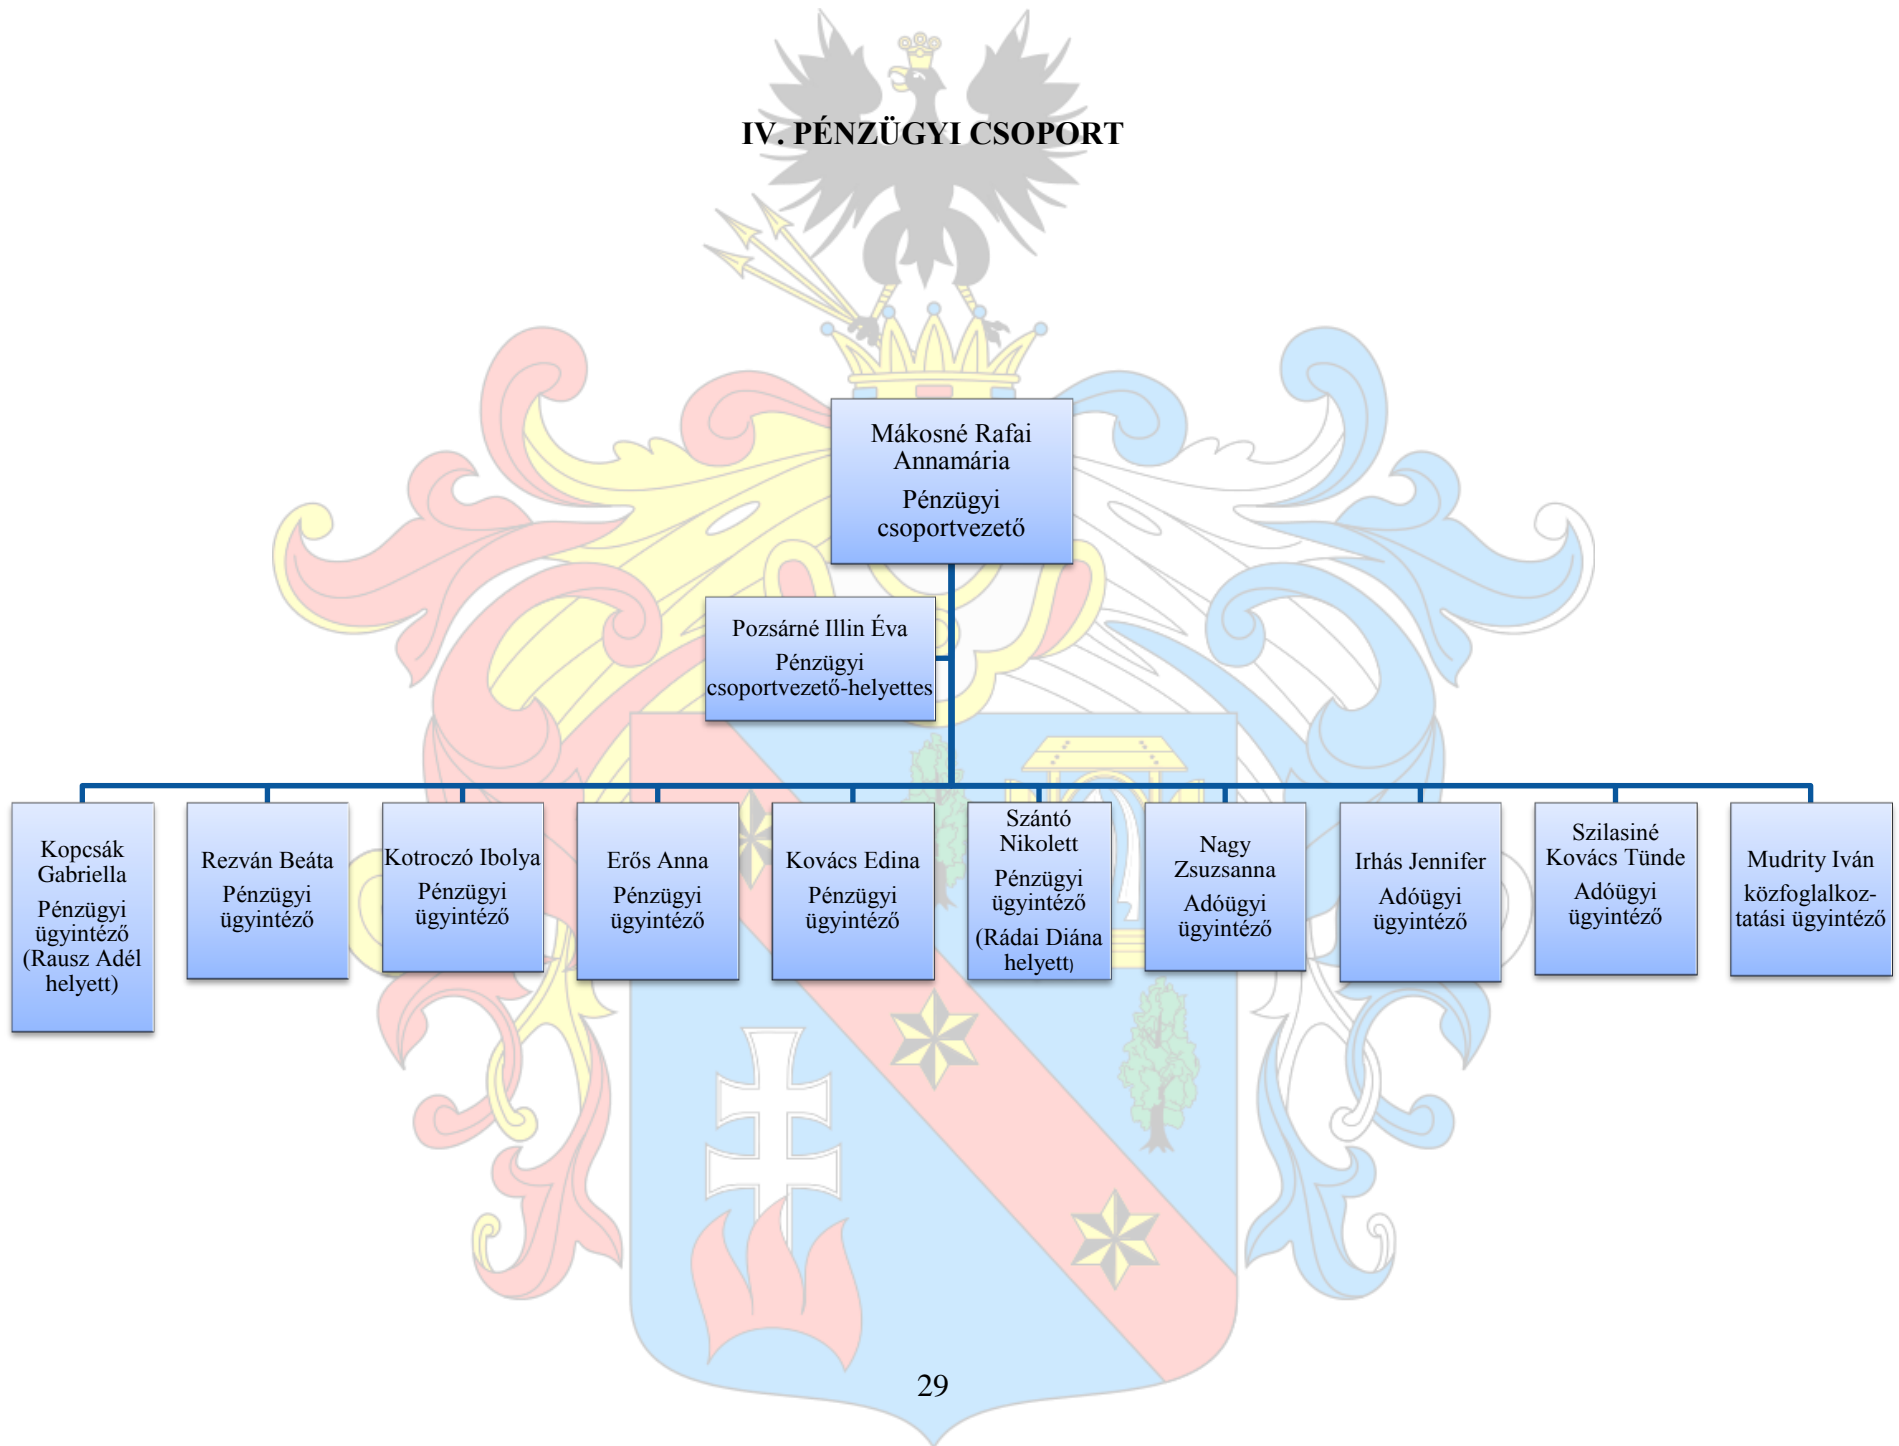 IV. PÉNZÜGYI CSOPORT
Mákosné Rafai
Annamária
Pénzügyi
csoportvezető
Pozsárné Illin Éva
Pénzügyi
csoportvezető-helyettes
Kopcsák
Gabriella
Pénzügyi
ügyintéző
(Rausz Adél
helyett)
Rezván Beáta
Pénzügyi
ügyintéző
Kotroczó Ibolya
Pénzügyi
ügyintéző
Erős Anna
Pénzügyi
ügyintéző
Kovács Edina
Pénzügyi
ügyintéző
Szántó
Nikolett
Pénzügyi
ügyintéző
(Rádai Diána
helyett)
Nagy
Zsuzsanna
Adóügyi
ügyintéző
Irhás Jennifer
Adóügyi
ügyintéző
Szilasiné
Kovács Tünde
Adóügyi
ügyintéző
Mudrity Iván
közfoglalkoz-
tatási ügyintéző
29